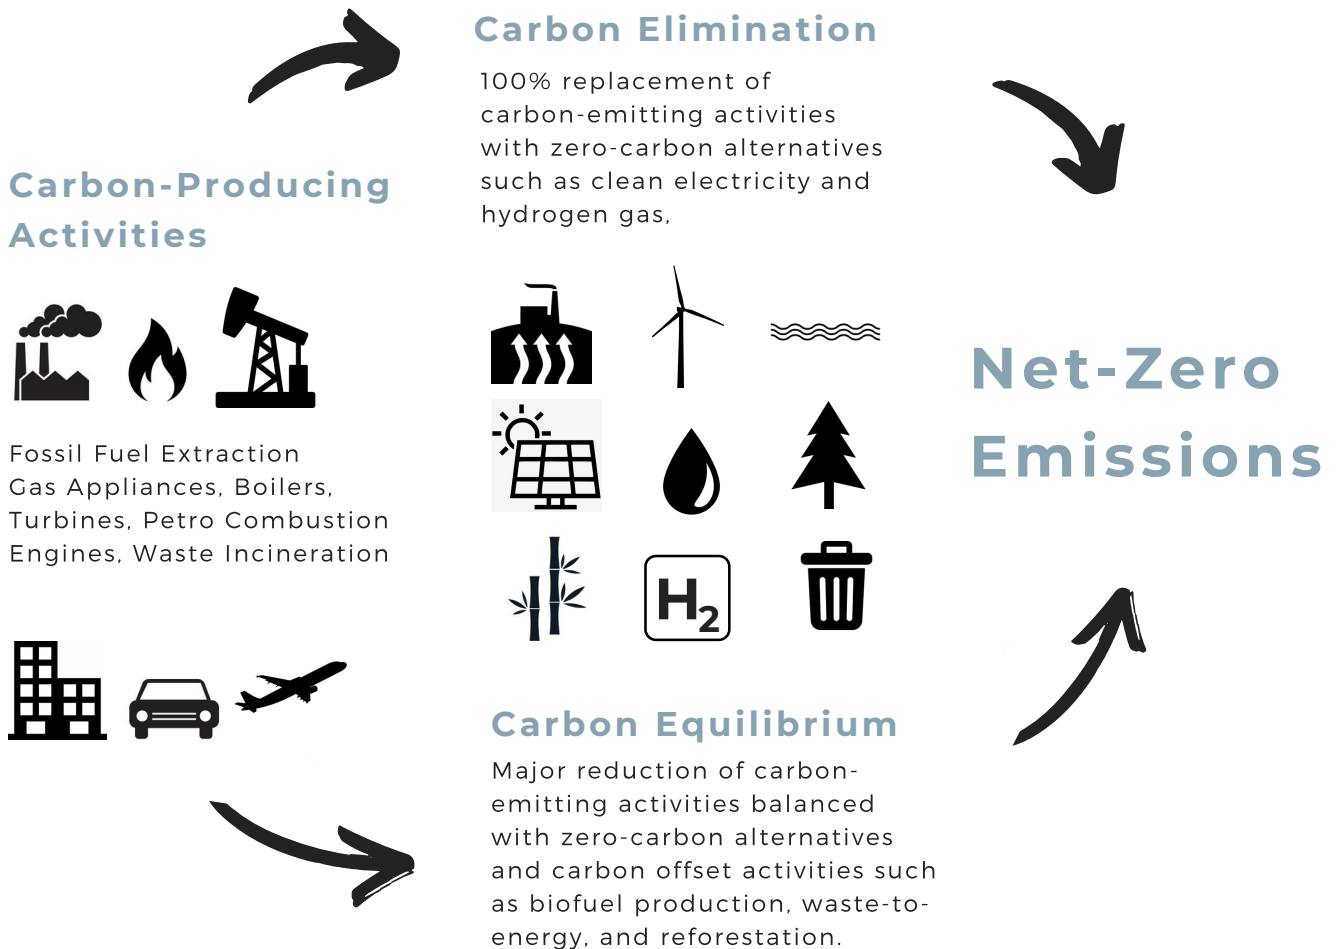 Carbon Elimination
100% replacement of
carbon-emitting activities
with zero-carbon alternatives
such as clean electricity and
hydrogen gas,
Carbon-Producing
Activities
Fossil Fuel Extraction
Gas Appliances, Boilers,
Turbines, Petro Combustion
Engines, Waste Incineration
H2
Net-Zero
Emissions
Carbon Equilibrium
Major reduction of carbon-
emitting activities balanced
with zero-carbon alternatives
and carbon offset activities such
as biofuel production, waste-to-
energy, and reforestation.